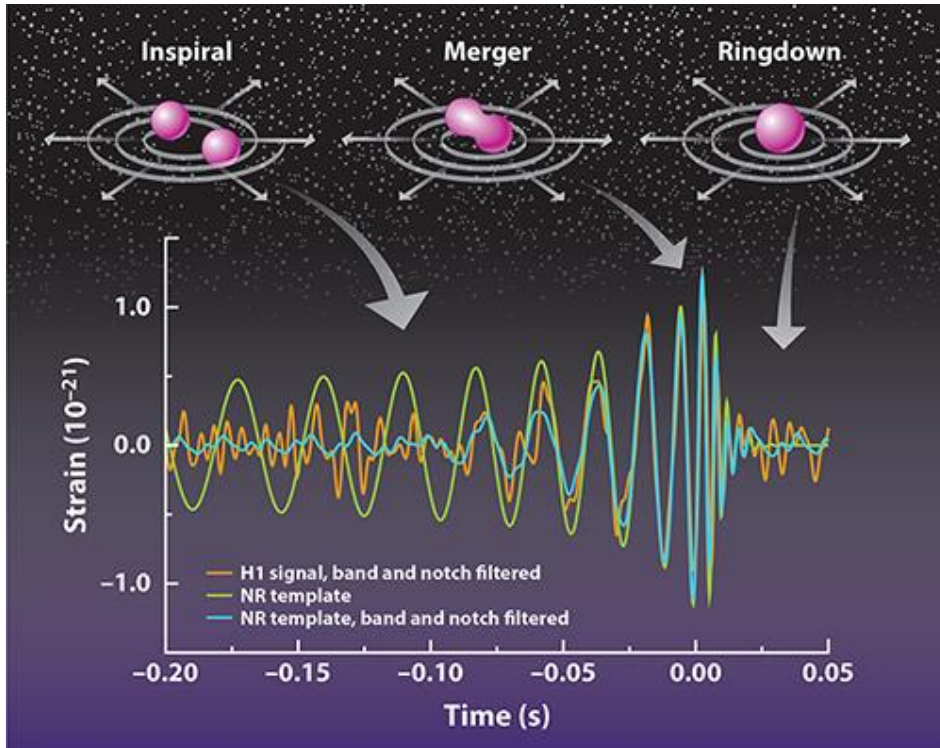 Inspiral
Merger
Ringdown
1.0
0.0
–1.0
Strain (10⁻²¹)
H1 signal, band and notch filtered
NR template
NR template, band and notch filtered
–0.20
–0.15
–0.10
–0.05
0.00
0.05
Time (s)